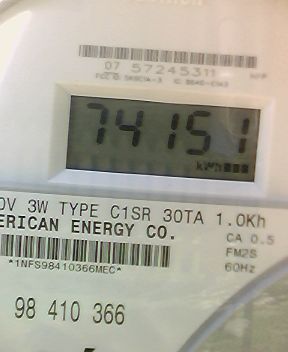 07 57245311
74151
kWh
0V 3W TYPE C1SR 30TA 1.0Kh
ERICAN ENERGY CO.
CA 0.5
FM2S
*1NFS98410366MEC*
60Hz
98 410 366